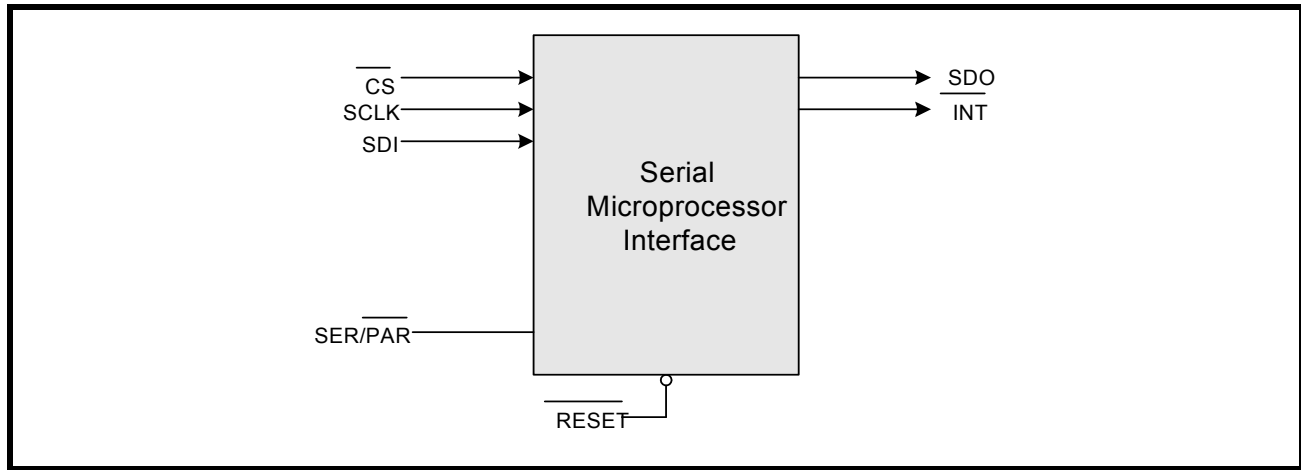 CS
SCLK
SDI
SER/PAR
RESET
Serial
Microprocessor
Interface
SDO
INT